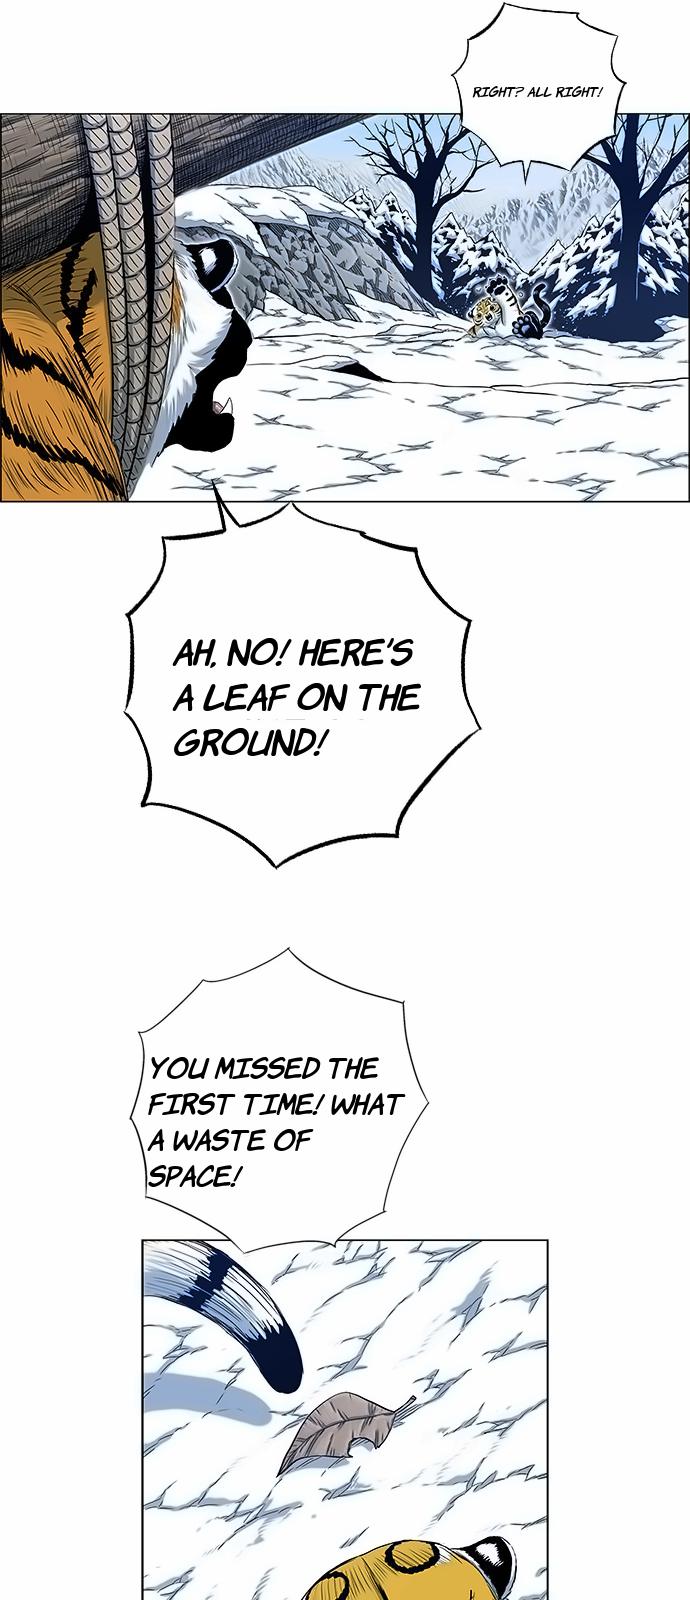 RIGHT? ALL RIGHT!
AH, NO! HERE'S
A LEAF ON THE
GROUND!
YOU MISSED THE
FIRST TIME! WHAT
A WASTE OF
SPACE!